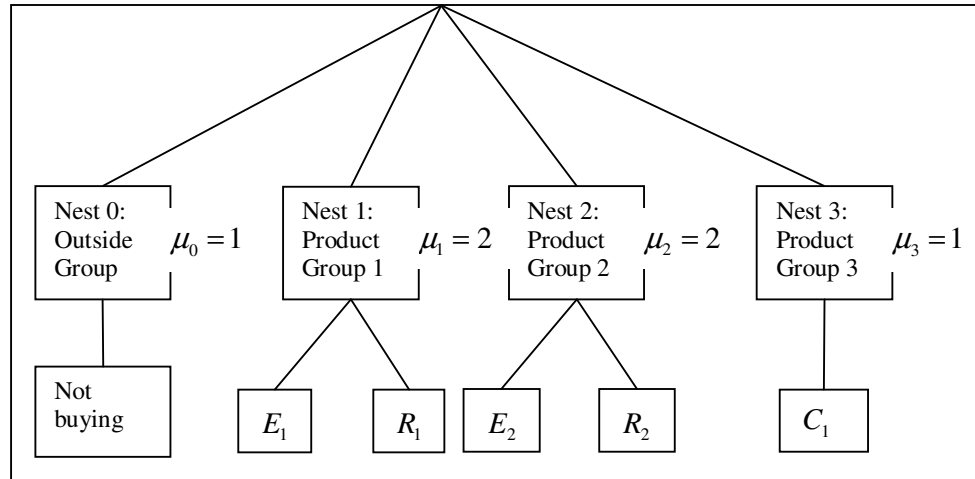 Nest 0:
Outside
Group
μ₀ = 1
Nest 1:
Product
Group 1
μ₁ = 2
Nest 2:
Product
Group 2
μ₂ = 2
Nest 3:
Product
Group 3
μ₃ = 1
Not
buying
E₁
R₁
E₂
R₂
C₁